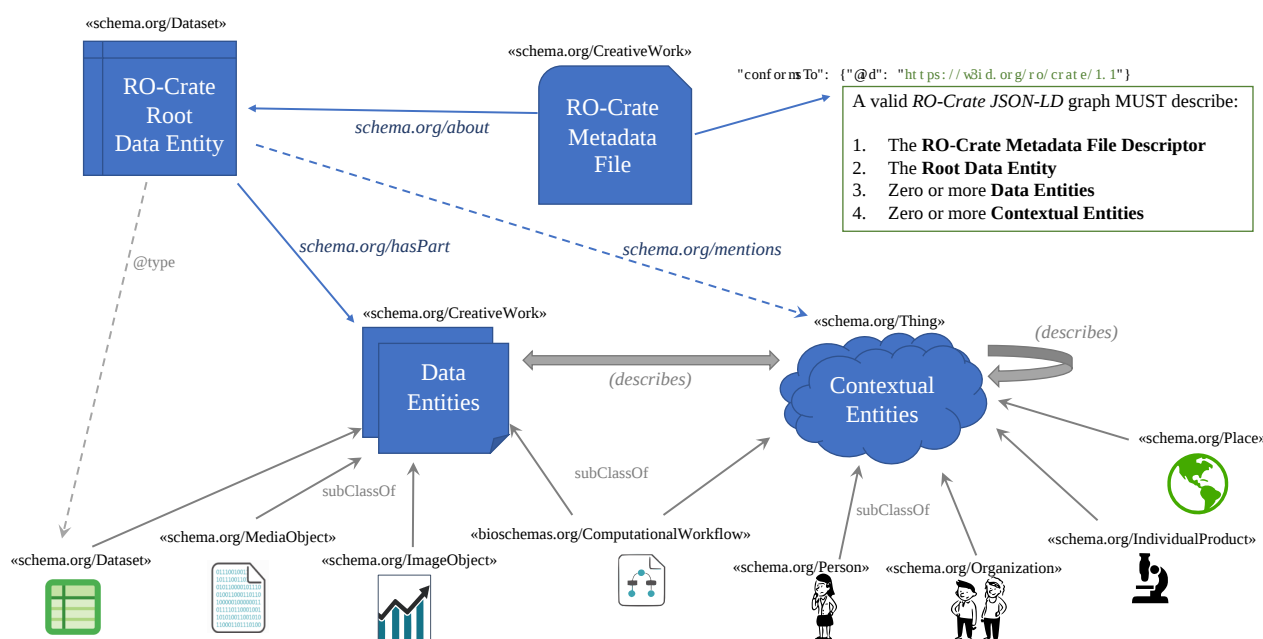 «schema.org/Dataset»
RO-Crate
Root
Data Entity
«schema.org/CreativeWork»
RO-Crate
Metadata
File
schema.org/about
"conformsTo": {"@id": "https://w3id.org/ro/crate/1.1"}
A valid RO-Crate JSON-LD graph MUST describe:
1. The RO-Crate Metadata File Descriptor
2. The Root Data Entity
3. Zero or more Data Entities
4. Zero or more Contextual Entities
schema.org/hasPart
schema.org/mentions
@type
«schema.org/CreativeWork»
Data
Entities
(describes)
«schema.org/Thing»
Contextual
Entities
(describes)
subClassOf
subClassOf
subClassOf
«schema.org/Place»
«schema.org/Dataset»
«schema.org/MediaObject»
«schema.org/ImageObject»
«bioschemas.org/ComputationalWorkflow»
«schema.org/Person»
«schema.org/Organization»
«schema.org/IndividualProduct»